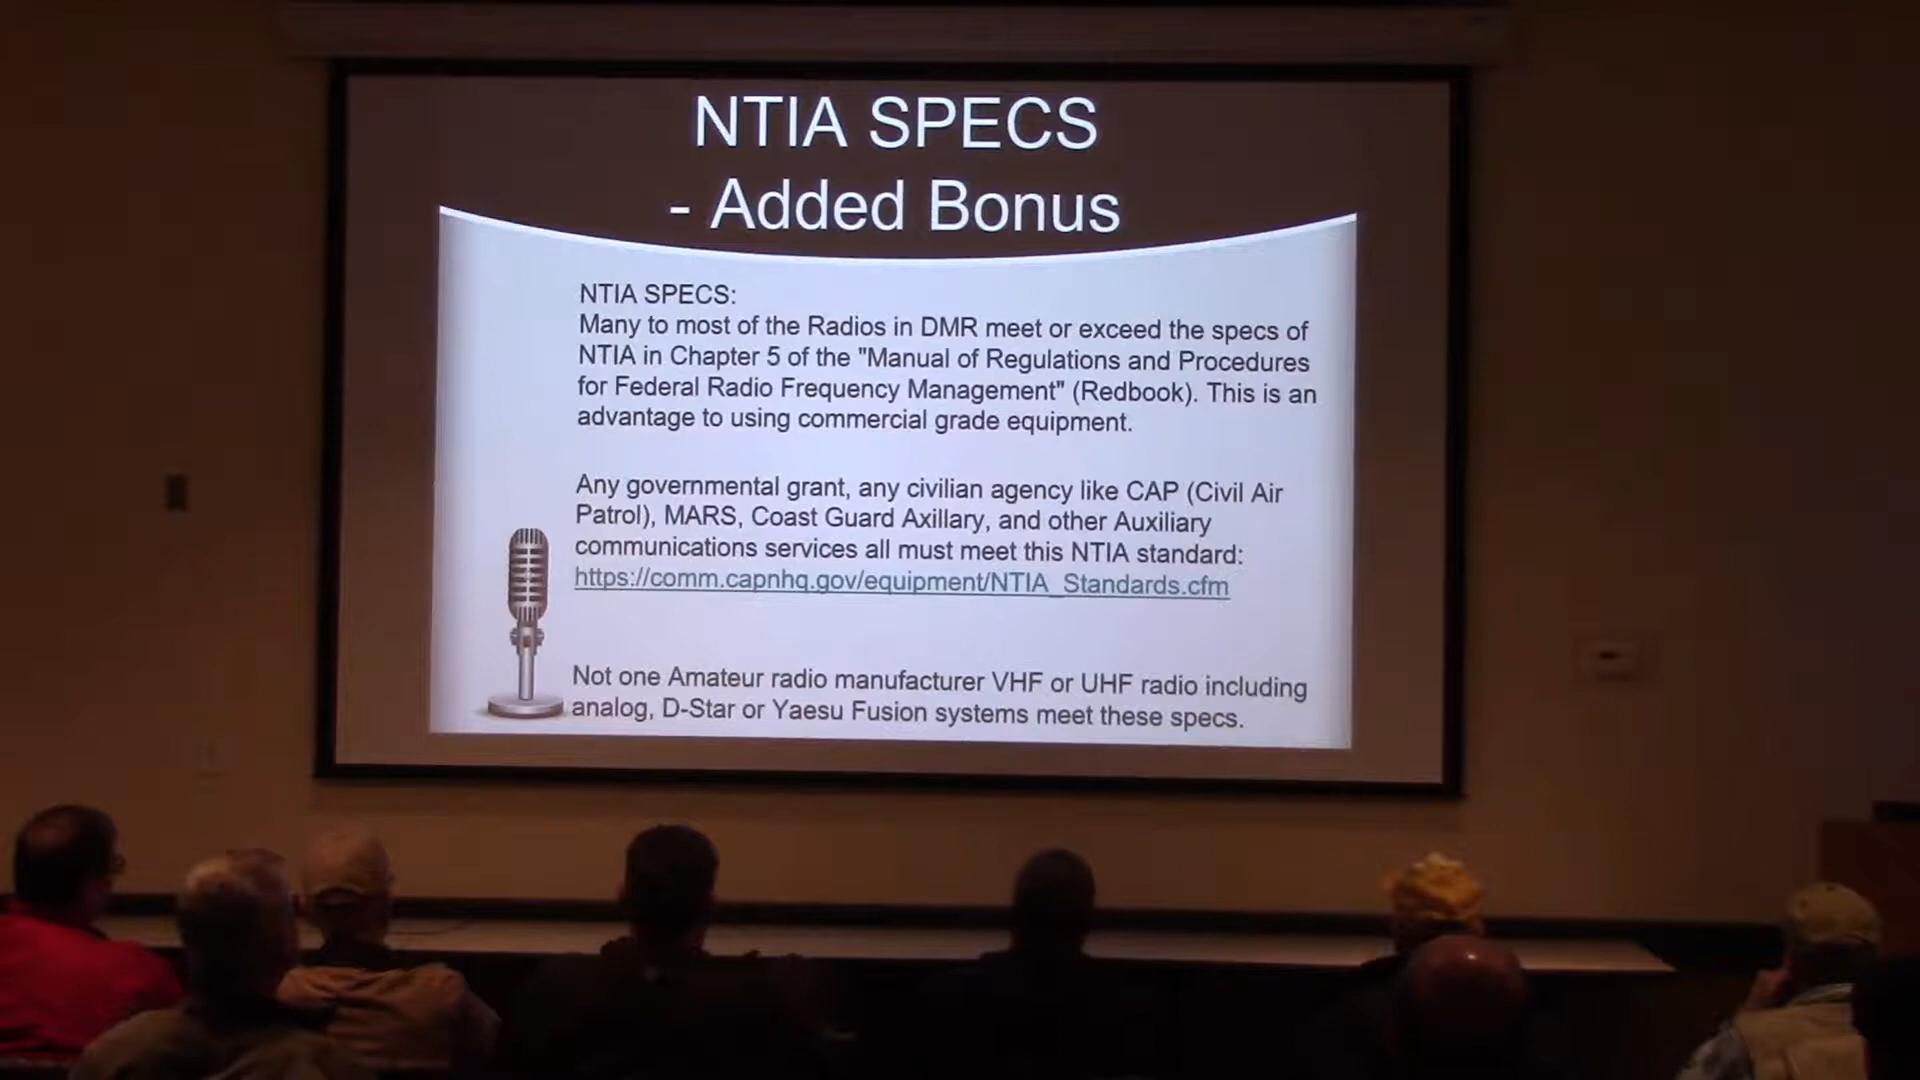 NTIA SPECS
- Added Bonus
NTIA SPECS:
Many to most of the Radios in DMR meet or exceed the specs of
NTIA in Chapter 5 of the "Manual of Regulations and Procedures
for Federal Radio Frequency Management" (Redbook). This is an
advantage to using commercial grade equipment.
Any governmental grant, any civilian agency like CAP (Civil Air
Patrol), MARS, Coast Guard Axillary, and other Auxiliary
communications services all must meet this NTIA standard:
https://comm.capnhq.gov/equipment/NTIA_Standards.cfm
Not one Amateur radio manufacturer VHF or UHF radio including
analog, D-Star or Yaesu Fusion systems meet these specs.